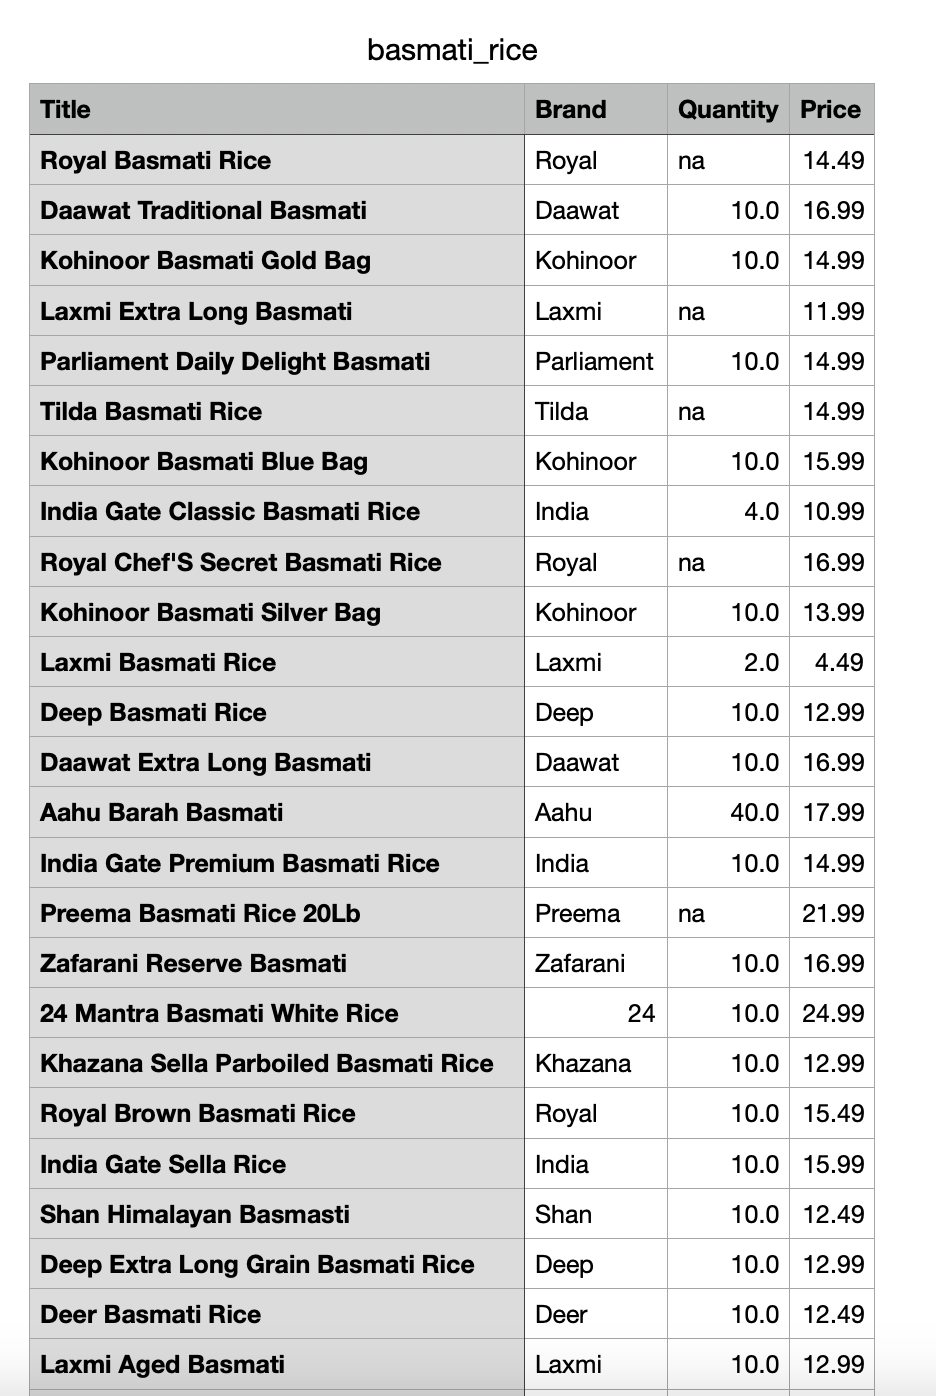 basmati_rice
Title Brand Quantity Price
Royal Basmati Rice Royal na 14.49
Daawat Traditional Basmati Daawat 10.0 16.99
Kohinoor Basmati Gold Bag Kohinoor 10.0 14.99
Laxmi Extra Long Basmati Laxmi na 11.99
Parliament Daily Delight Basmati Parliament 10.0 14.99
Tilda Basmati Rice Tilda na 14.99
Kohinoor Basmati Blue Bag Kohinoor 10.0 15.99
India Gate Classic Basmati Rice India 4.0 10.99
Royal Chef'S Secret Basmati Rice Royal na 16.99
Kohinoor Basmati Silver Bag Kohinoor 10.0 13.99
Laxmi Basmati Rice Laxmi 2.0 4.49
Deep Basmati Rice Deep 10.0 12.99
Daawat Extra Long Basmati Daawat 10.0 16.99
Aahu Barah Basmati Aahu 40.0 17.99
India Gate Premium Basmati Rice India 10.0 14.99
Preema Basmati Rice 20Lb Preema na 21.99
Zafarani Reserve Basmati Zafarani 10.0 16.99
24 Mantra Basmati White Rice 24 10.0 24.99
Khazana Sella Parboiled Basmati Rice Khazana 10.0 12.99
Royal Brown Basmati Rice Royal 10.0 15.49
India Gate Sella Rice India 10.0 15.99
Shan Himalayan Basmasti Shan 10.0 12.49
Deep Extra Long Grain Basmati Rice Deep 10.0 12.99
Deer Basmati Rice Deer 10.0 12.49
Laxmi Aged Basmati Laxmi 10.0 12.99